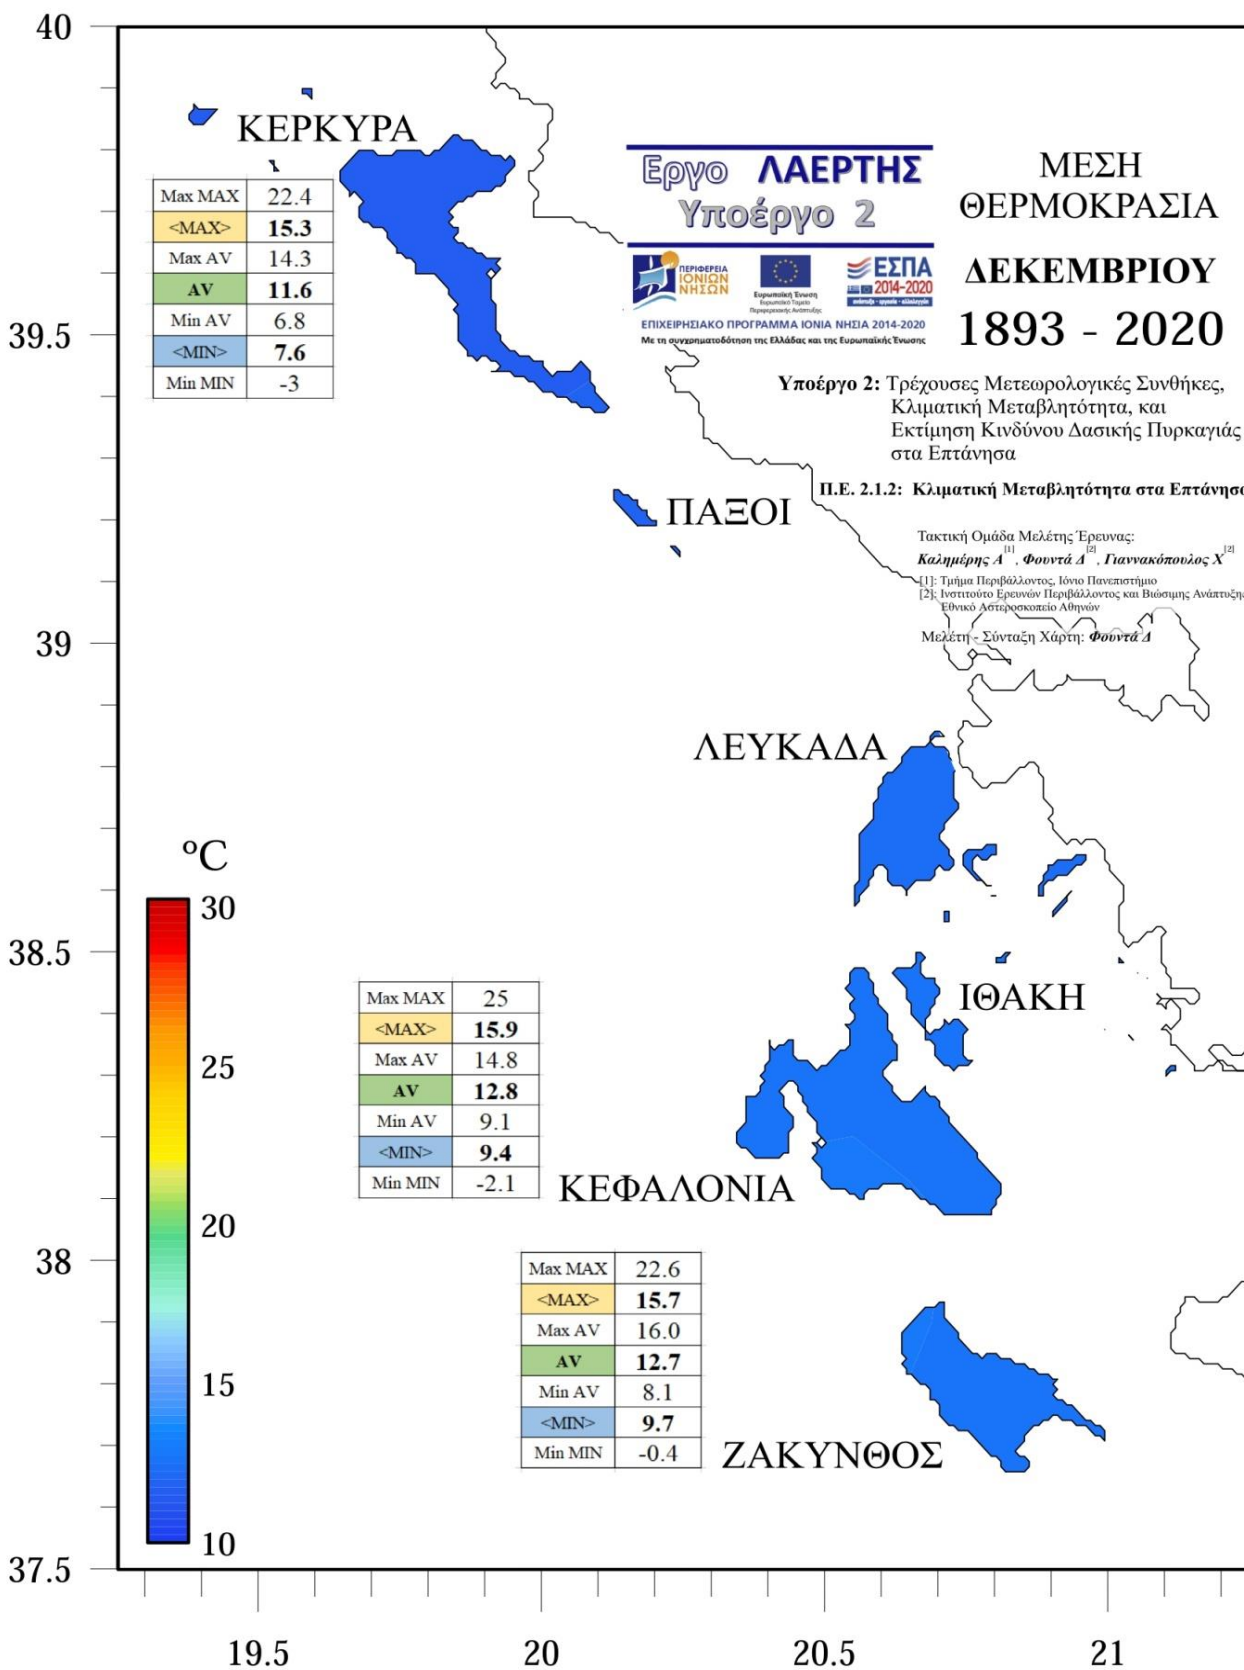 40
39.5
39
38.5
38
37.5
19.5
20
20.5
21
ΚΕΡΚΥΡΑ
Max MAX 22.4
<MAX> 15.3
Max AV 14.3
AV 11.6
Min AV 6.8
<MIN> 7.6
Min MIN -3
Εργο ΛΑΕΡΤΗΣ
Υποέργο 2
ΠΕΡΙΦΕΡΕΙΑ
ΙΟΝΙΩΝ
ΝΗΣΩΝ
Ευρωπαϊκή Ένωση
Ευρωπαϊκό Ταμείο
Περιφερειακής Ανάπτυξης
ΕΣΠΑ
2014-2020
ανάπτυξη - εργασία - αλληλεγγύη
ΕΠΙΧΕΙΡΗΣΙΑΚΟ ΠΡΟΓΡΑΜΜΑ ΙΟΝΙΑ ΝΗΣΙΑ 2014-2020
Με τη συγχρηματοδότηση της Ελλάδας και της Ευρωπαϊκής Ένωσης
ΜΕΣΗ
ΘΕΡΜΟΚΡΑΣΙΑ
ΔΕΚΕΜΒΡΙΟΥ
1893 - 2020
Υποέργο 2: Τρέχουσες Μετεωρολογικές Συνθήκες,
Κλιματική Μεταβλητότητα, και
Εκτίμηση Κινδύνου Δασικής Πυρκαγιάς
στα Επτάνησα
Π.Ε. 2.1.2: Κλιματική Μεταβλητότητα στα Επτάνησα
Τακτική Ομάδα Μελέτης Έρευνας:
Καλημέρης Α[1], Φουντά Δ[2], Γιαννακόπουλος Χ[2]
[1]: Τμήμα Περιβάλλοντος, Ιόνιο Πανεπιστήμιο
[2]: Ινστιτούτο Ερευνών Περιβάλλοντος και Βιώσιμης Ανάπτυξης
Εθνικό Αστεροσκοπείο Αθηνών
Μελέτη - Σύνταξη Χάρτη: Φουντά Δ
ΠΑΞΟΙ
ΛΕΥΚΑΔΑ
ºC
30
25
20
15
10
ΙΘΑΚΗ
Max MAX 25
<MAX> 15.9
Max AV 14.8
AV 12.8
Min AV 9.1
<MIN> 9.4
Min MIN -2.1
ΚΕΦΑΛΟΝΙΑ
Max MAX 22.6
<MAX> 15.7
Max AV 16.0
AV 12.7
Min AV 8.1
<MIN> 9.7
Min MIN -0.4
ΖΑΚΥΝΘΟΣ